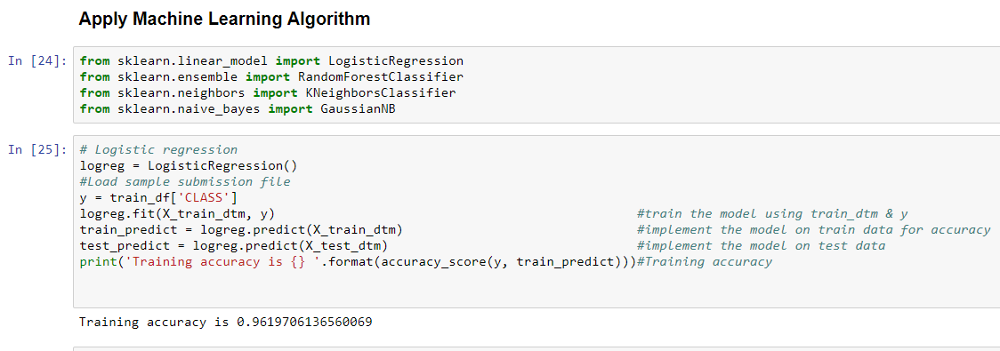 Apply Machine Learning Algorithm
In [24]: from sklearn.linear_model import LogisticRegression
from sklearn.ensemble import RandomForestClassifier
from sklearn.neighbors import KNeighborsClassifier
from sklearn.naive_bayes import GaussianNB
In [25]: # Logistic regression
logreg = LogisticRegression()
#Load sample submission file
y = train_df['CLASS']
logreg.fit(X_train_dtm, y) #train the model using train_dtm & y
train_predict = logreg.predict(X_train_dtm) #implement the model on train data for accuracy
test_predict = logreg.predict(X_test_dtm) #implement the model on test data
print('Training accuracy is {} '.format(accuracy_score(y, train_predict)))#Training accuracy
Training accuracy is 0.9619706136560069